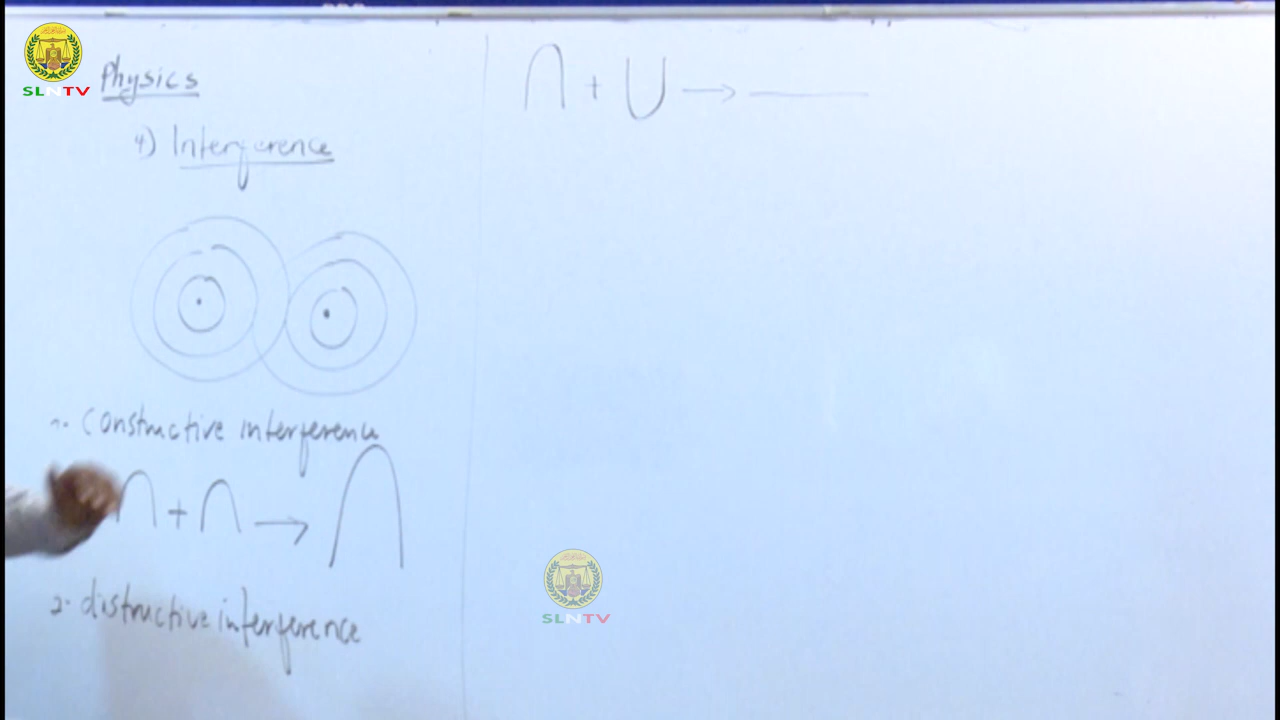 SLNTV
Physics
4) Interference
1. Constructive interference
+ →
2. distructive interference
+ →
SLNTV